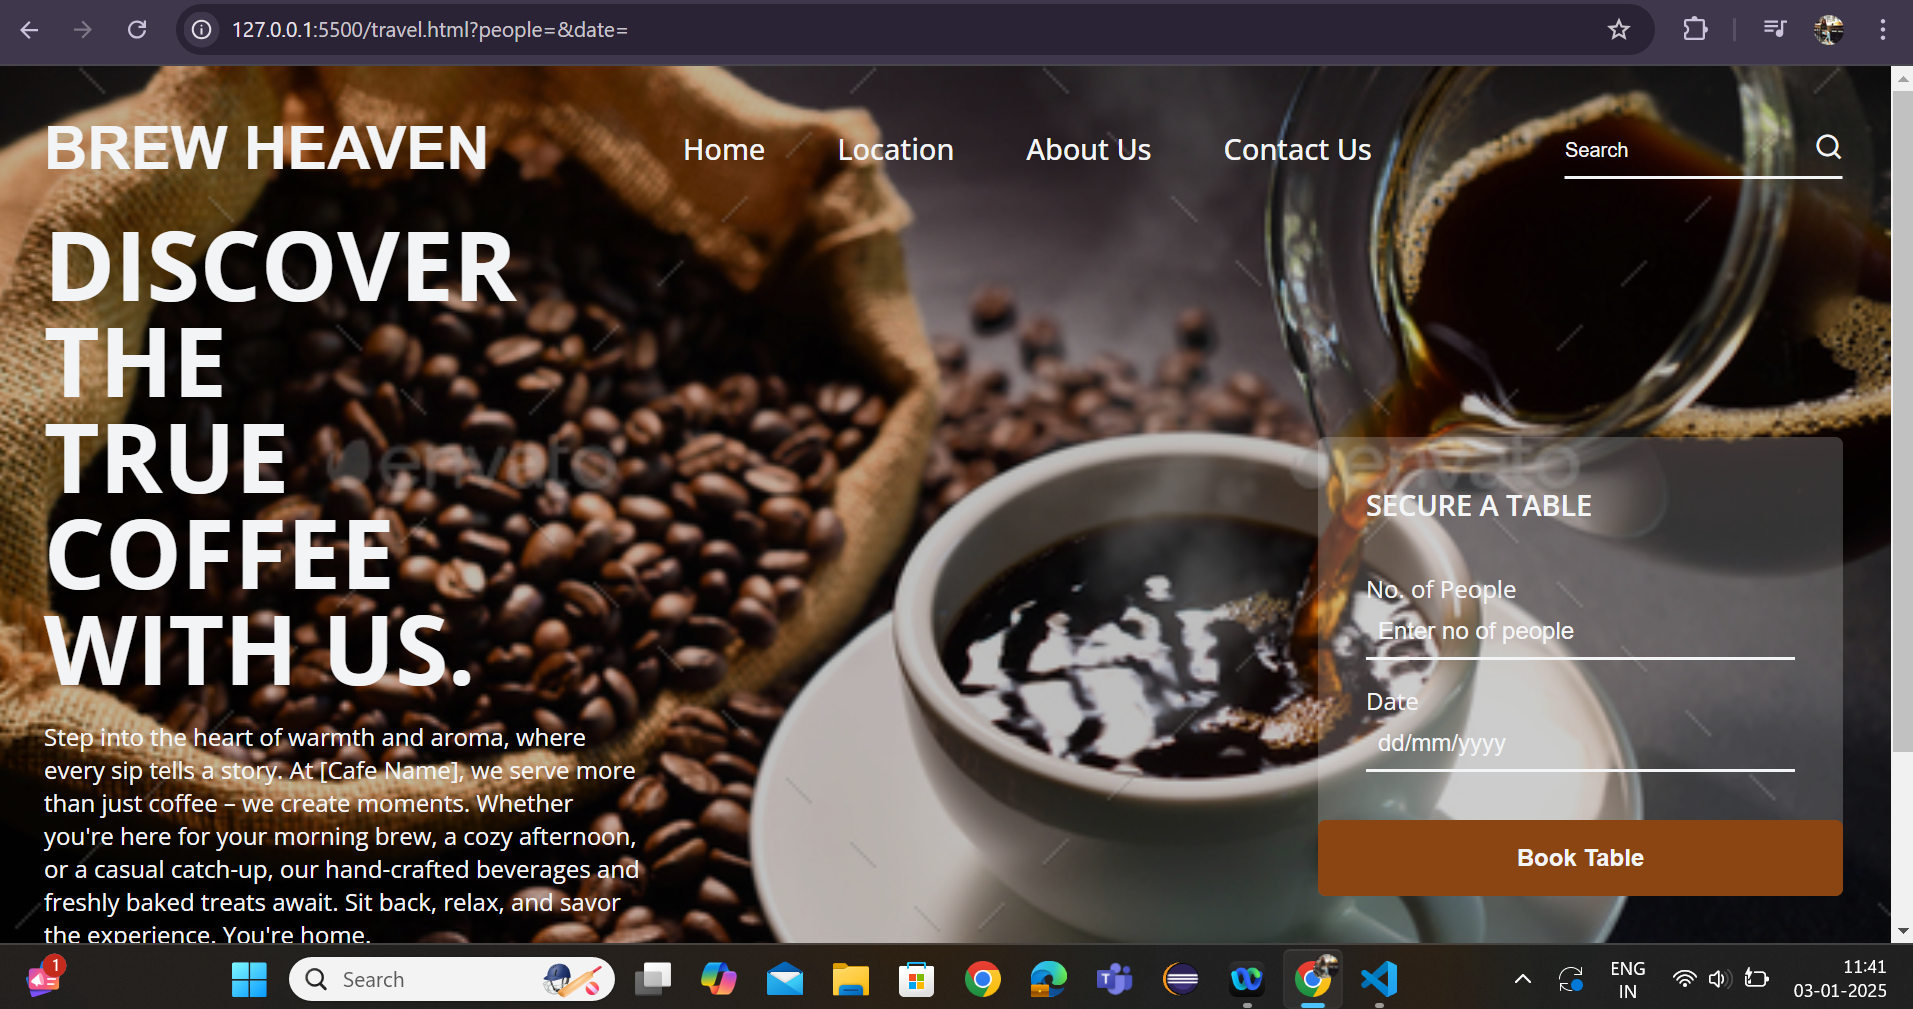 127.0.0.1:5500/travel.html?people=&date=
BREW HEAVEN
Home
Location
About Us
Contact Us
Search
DISCOVER
THE
TRUE
COFFEE
WITH US.
Step into the heart of warmth and aroma, where
every sip tells a story. At [Cafe Name], we serve more
than just coffee – we create moments. Whether
you're here for your morning brew, a cozy afternoon,
or a casual catch-up, our hand-crafted beverages and
freshly baked treats await. Sit back, relax, and savor
the experience. You're home.
envato
envato
SECURE A TABLE
No. of People
Enter no of people
Date
dd/mm/yyyy
Book Table
1
Search
ENG
IN
11:41
03-01-2025